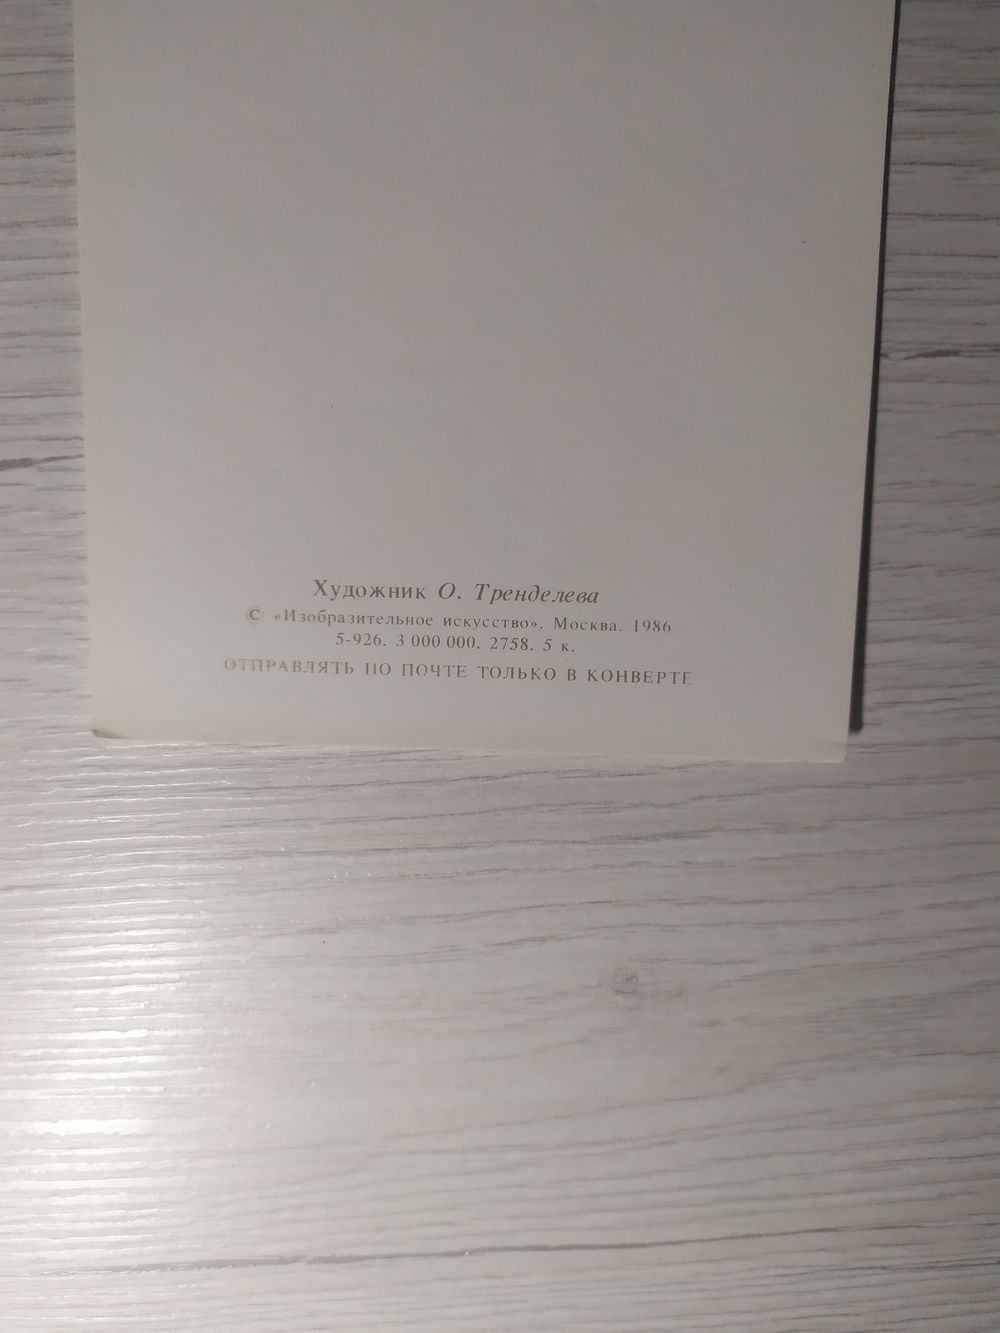 Художник О. Тренделева
© «Изобразительное искусство». Москва. 1986
5-926. 3 000 000. 2758. 5 к.
ОТПРАВЛЯТЬ ПО ПОЧТЕ ТОЛЬКО В КОНВЕРТЕ